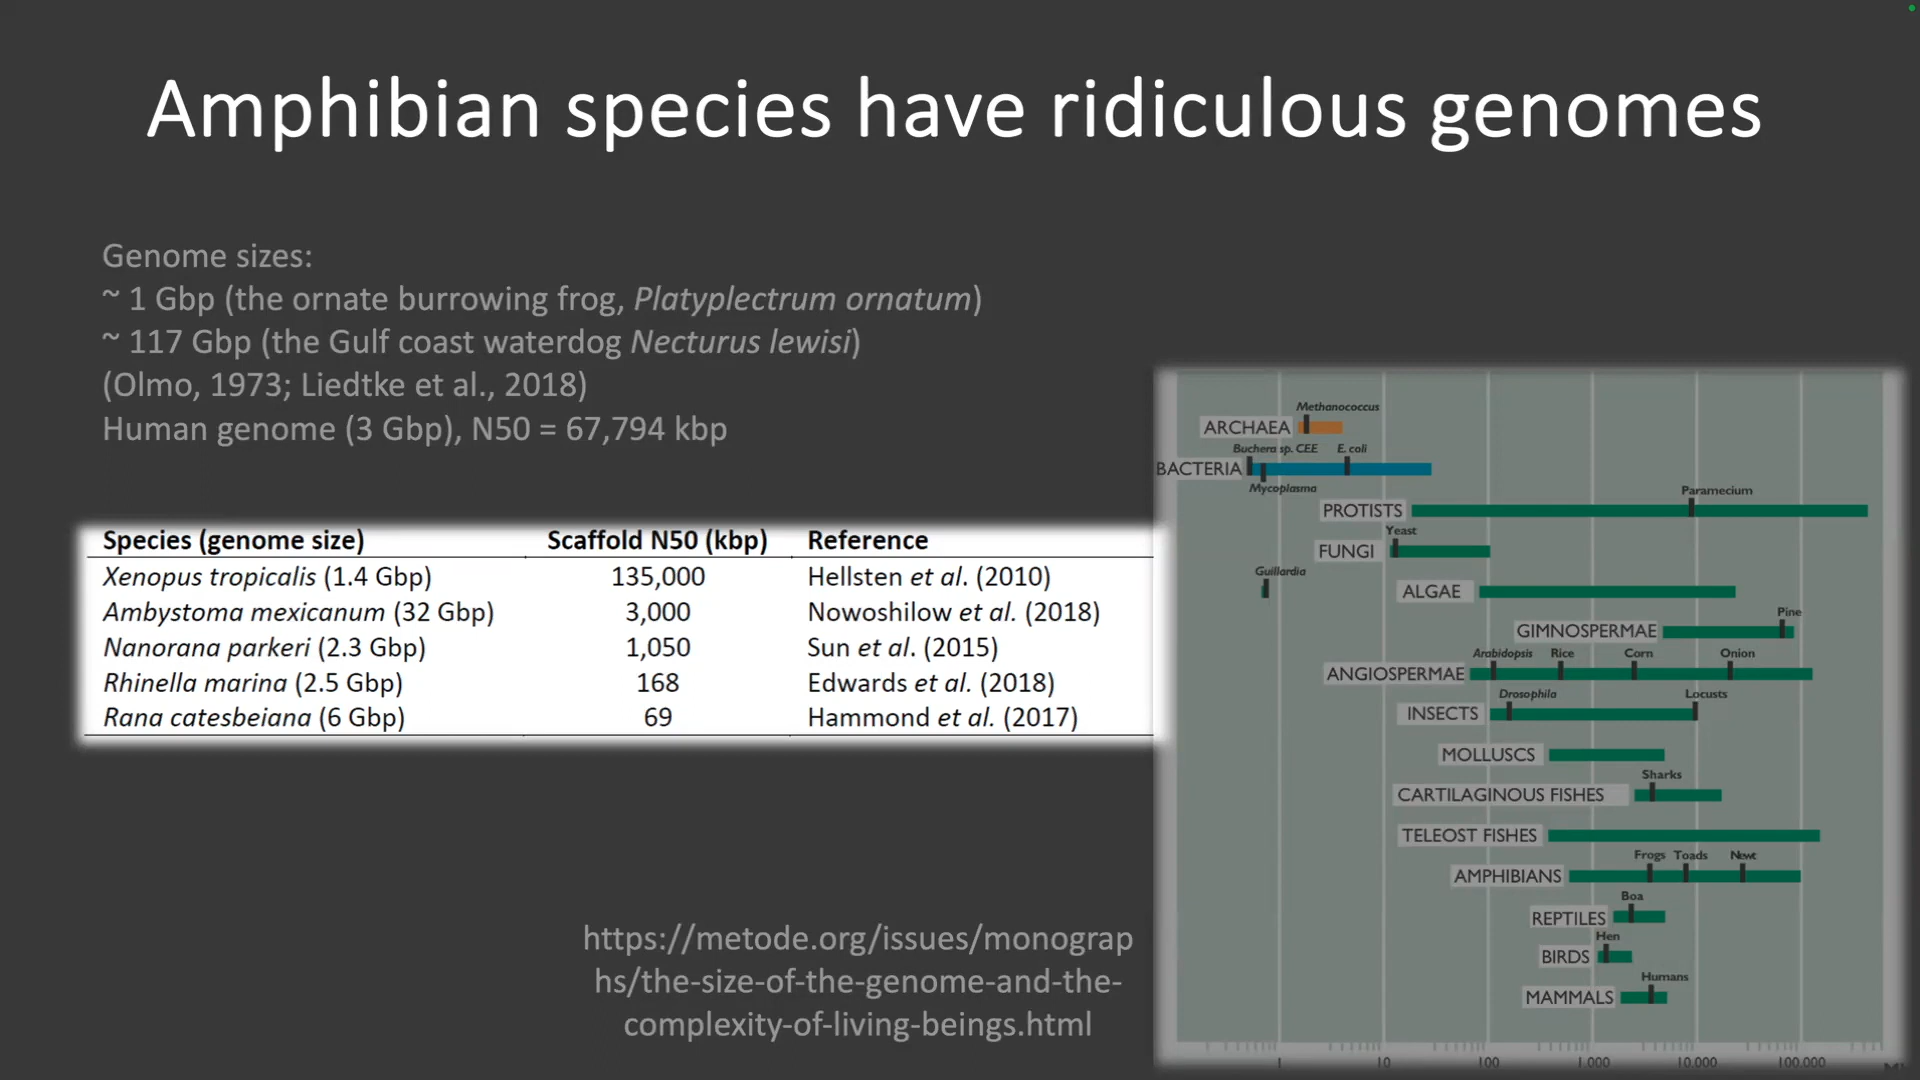 Amphibian species have ridiculous genomes
Genome sizes:
~ 1 Gbp (the ornate burrowing frog, Platyplectrum ornatum)
~ 117 Gbp (the Gulf coast waterdog Necturus lewisi)
(Olmo, 1973; Liedtke et al., 2018)
Human genome (3 Gbp), N50 = 67,794 kbp
Species (genome size) Scaffold N50 (kbp) Reference
Xenopus tropicalis (1.4 Gbp) 135,000 Hellsten et al. (2010)
Ambystoma mexicanum (32 Gbp) 3,000 Nowoshilow et al. (2018)
Nanorana parkeri (2.3 Gbp) 1,050 Sun et al. (2015)
Rhinella marina (2.5 Gbp) 168 Edwards et al. (2018)
Rana catesbeiana (6 Gbp) 69 Hammond et al. (2017)
https://metode.org/issues/monograp
hs/the-size-of-the-genome-and-the-
complexity-of-living-beings.html
Methanococcus
ARCHAEA
Buchera sp. CEE E. coli
BACTERIA
Mycoplasma
Paramecium
PROTISTS
Yeast
FUNGI
Guillardia
ALGAE
Pine
GIMNOSPERMAE
Arabidopsis Rice Corn Onion
ANGIOSPERMAE
Drosophila Locusts
INSECTS
MOLLUSCS
Sharks
CARTILAGINOUS FISHES
TELEOST FISHES
Frogs Toads Newt
AMPHIBIANS
Boa
REPTILES
Hen
BIRDS
Humans
MAMMALS
1 10 100 1.000 10.000 100.000